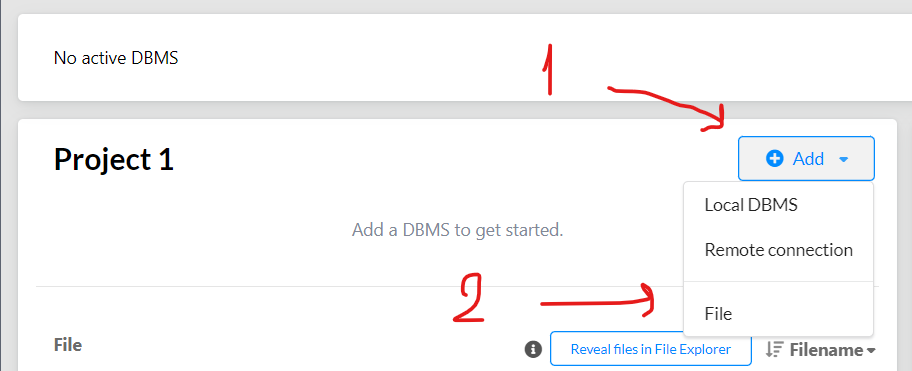 No active DBMS
1
Project 1
Add
Local DBMS
Add a DBMS to get started.
Remote connection
2
File
File
Reveal files in File Explorer
Filename